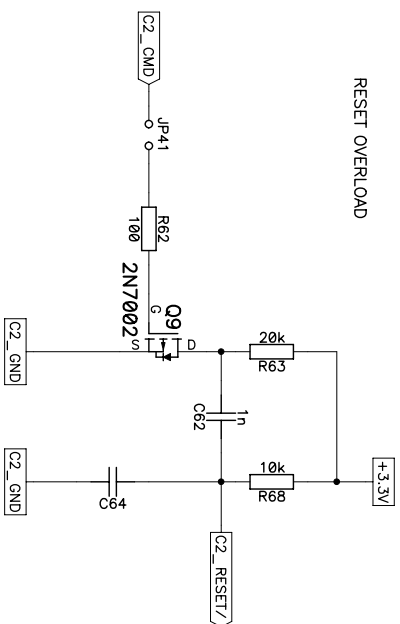 RESET OVERLOAD
C2_CMD
JP41
R62
100
2N7002
Q9
G
S
D
20k
R63
1n
C62
10k
R68
+3.3V
C2_GND
C2_GND
C64
C2_RESET/